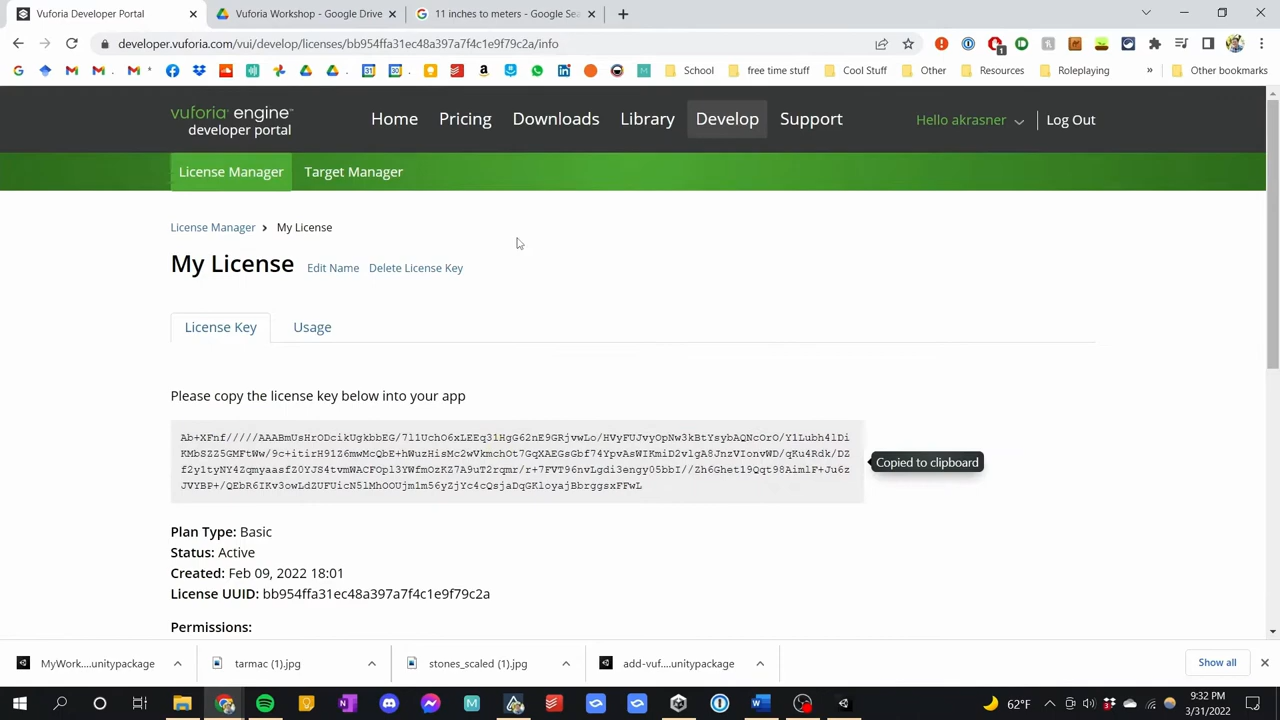 Vuforia Developer Portal
Vuforia Workshop - Google Drive
11 inches to meters - Google Sea
developer.vuforia.com/vui/develop/licenses/bb954ffa31ec48a397a7f4c1e9f79c2a/info
School
free time stuff
Cool Stuff
Other
Resources
Roleplaying
»
Other bookmarks
vuforia engine™
developer portal
Home
Pricing
Downloads
Library
Develop
Support
Hello akrasner
Log Out
License Manager
Target Manager
License Manager > My License
My License
Edit Name
Delete License Key
License Key
Usage
Please copy the license key below into your app
Copied to clipboard
Plan Type: Basic
Status: Active
Created: Feb 09, 2022 18:01
License UUID: bb954ffa31ec48a397a7f4c1e9f79c2a
Permissions:
MyWork....unitypackage
tarmac (1).jpg
stones_scaled (1).jpg
add-vuf....unitypackage
Show all
62°F
9:32 PM
3/31/2022